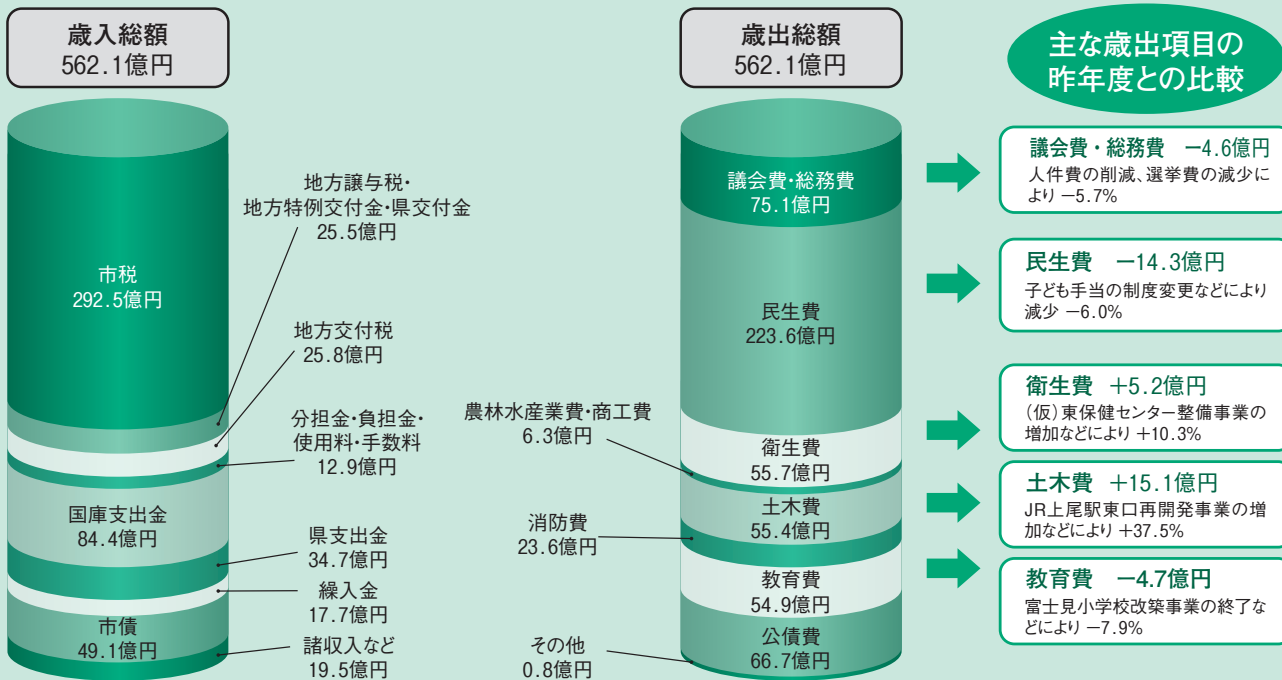 歳入総額
562.1億円
市税
292.5億円
地方譲与税・
地方特例交付金・県交付金
25.5億円
地方交付税
25.8億円
分担金・負担金・
使用料・手数料
12.9億円
国庫支出金
84.4億円
県支出金
34.7億円
繰入金
17.7億円
市債
49.1億円
諸収入など
19.5億円
歳出総額
562.1億円
議会費・総務費
75.1億円
民生費
223.6億円
衛生費
55.7億円
農林水産業費・商工費
6.3億円
土木費
55.4億円
消防費
23.6億円
教育費
54.9億円
公債費
66.7億円
その他
0.8億円
主な歳出項目の
昨年度との比較
議会費・総務費 −4.6億円
人件費の削減、選挙費の減少に
より −5.7%
民生費 −14.3億円
子ども手当の制度変更などにより
減少 −6.0%
衛生費 +5.2億円
(仮)東保健センター整備事業の
増加などにより +10.3%
土木費 +15.1億円
JR上尾駅東口再開発事業の増
加などにより +37.5%
教育費 −4.7億円
富士見小学校改築事業の終了な
どにより −7.9%